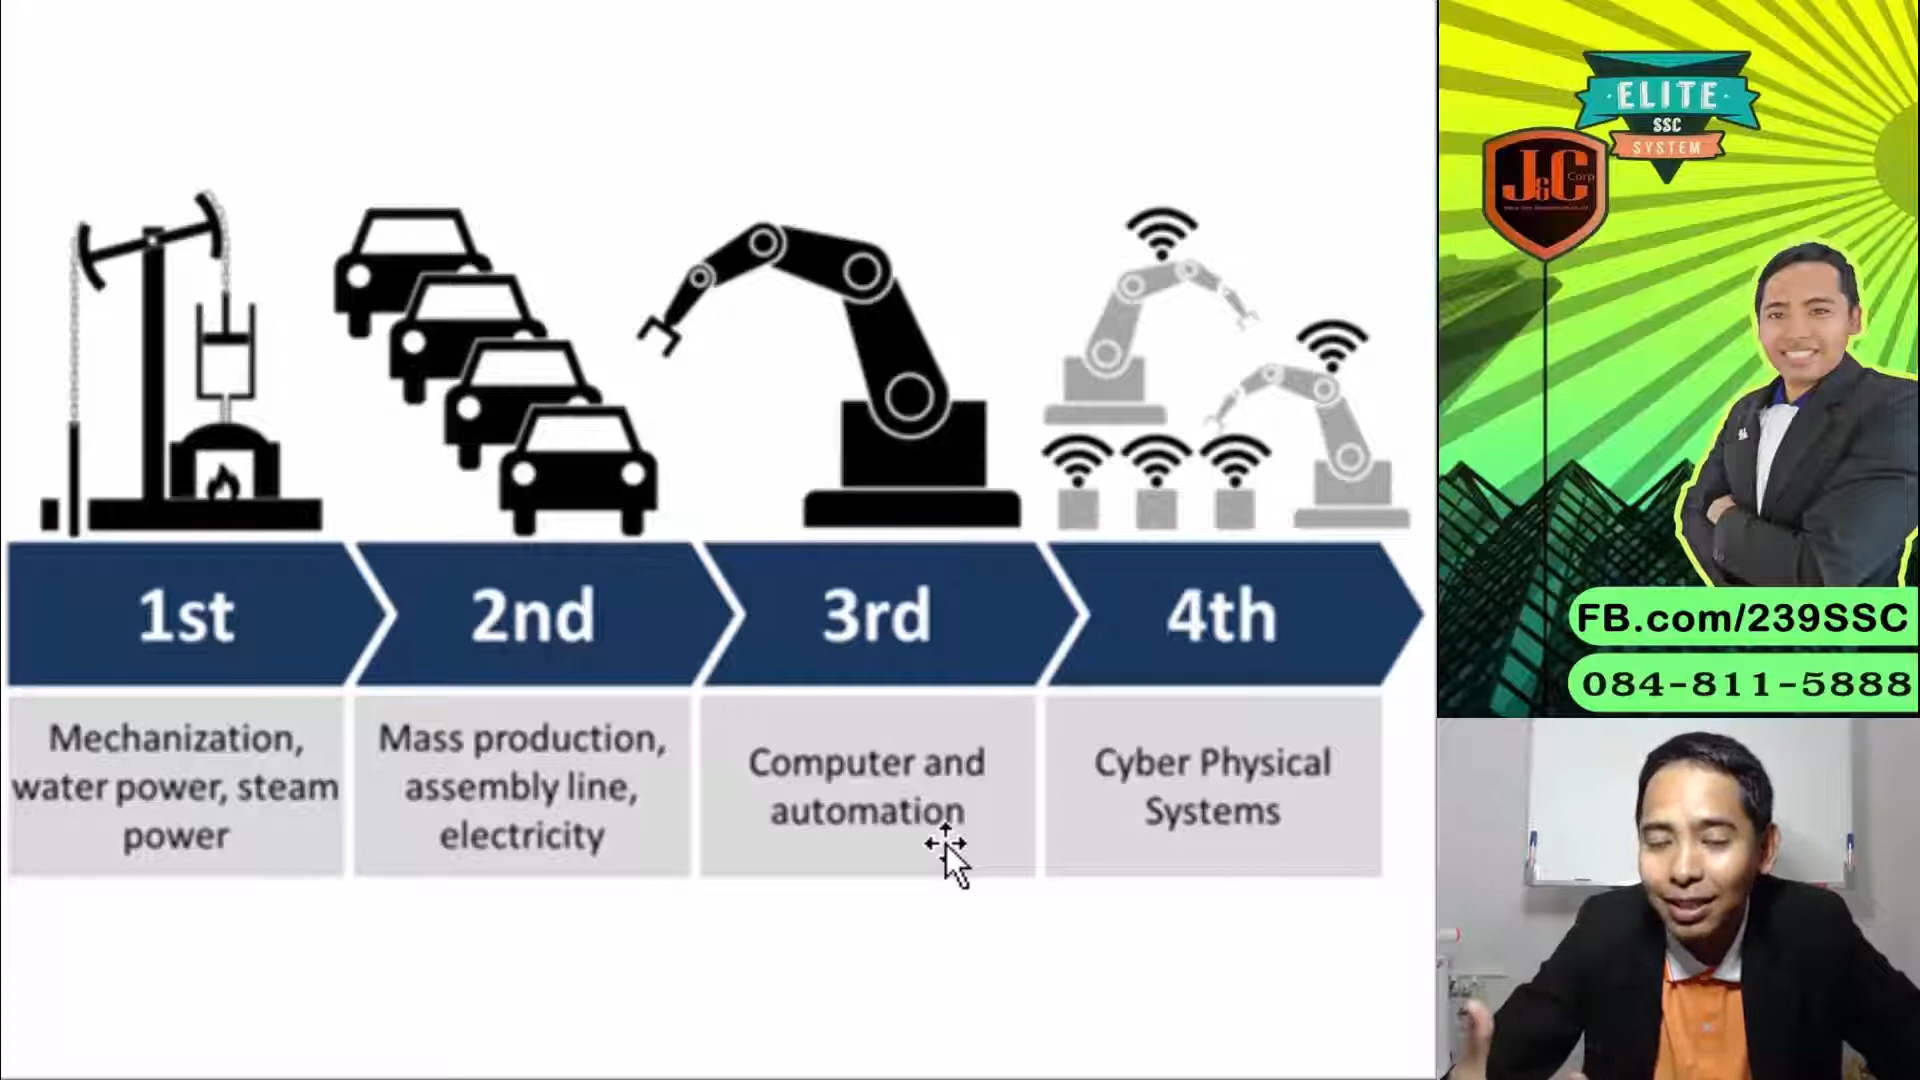 1st
2nd
3rd
4th
Mechanization,
water power, steam
power
Mass production,
assembly line,
electricity
Computer and
automation
Cyber Physical
Systems
ELITE
SSC
SYSTEM
J&C
Corp
FB.com/239SSC
084-811-5888